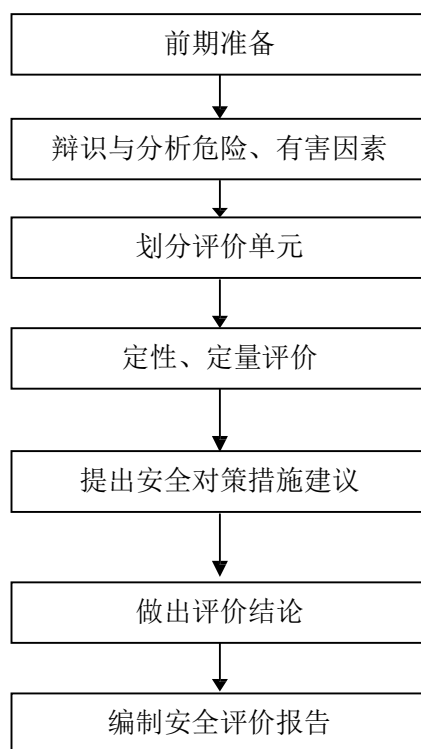 前期准备
辩识与分析危险、有害因素
划分评价单元
定性、定量评价
提出安全对策措施建议
做出评价结论
编制安全评价报告